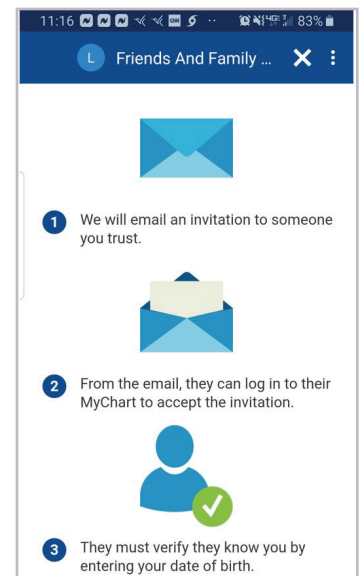 11:16 83%
L Friends And Family ...
1 We will email an invitation to someone
you trust.
2 From the email, they can log in to their
MyChart to accept the invitation.
3 They must verify they know you by
entering your date of birth.